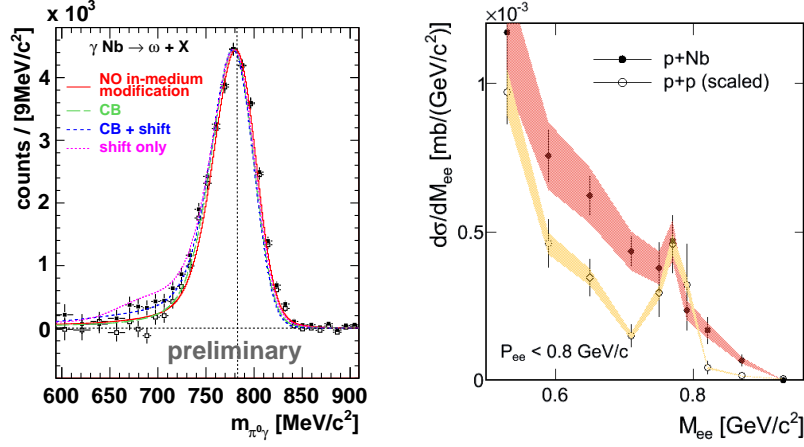 × 10³
γ Nb → ω + X
NO in-medium
modification
CB
CB + shift
shift only
preliminary
counts / [9MeV/c²]
4
3
2
1
0
600 650 700 750 800 850 900
m_π⁰γ [MeV/c²]
×10⁻³
p+Nb
p+p (scaled)
P_ee < 0.8 GeV/c
dσ/dM_ee [mb/(GeV/c²)]
1
0.5
0
0.6 0.8
M_ee [GeV/c²]